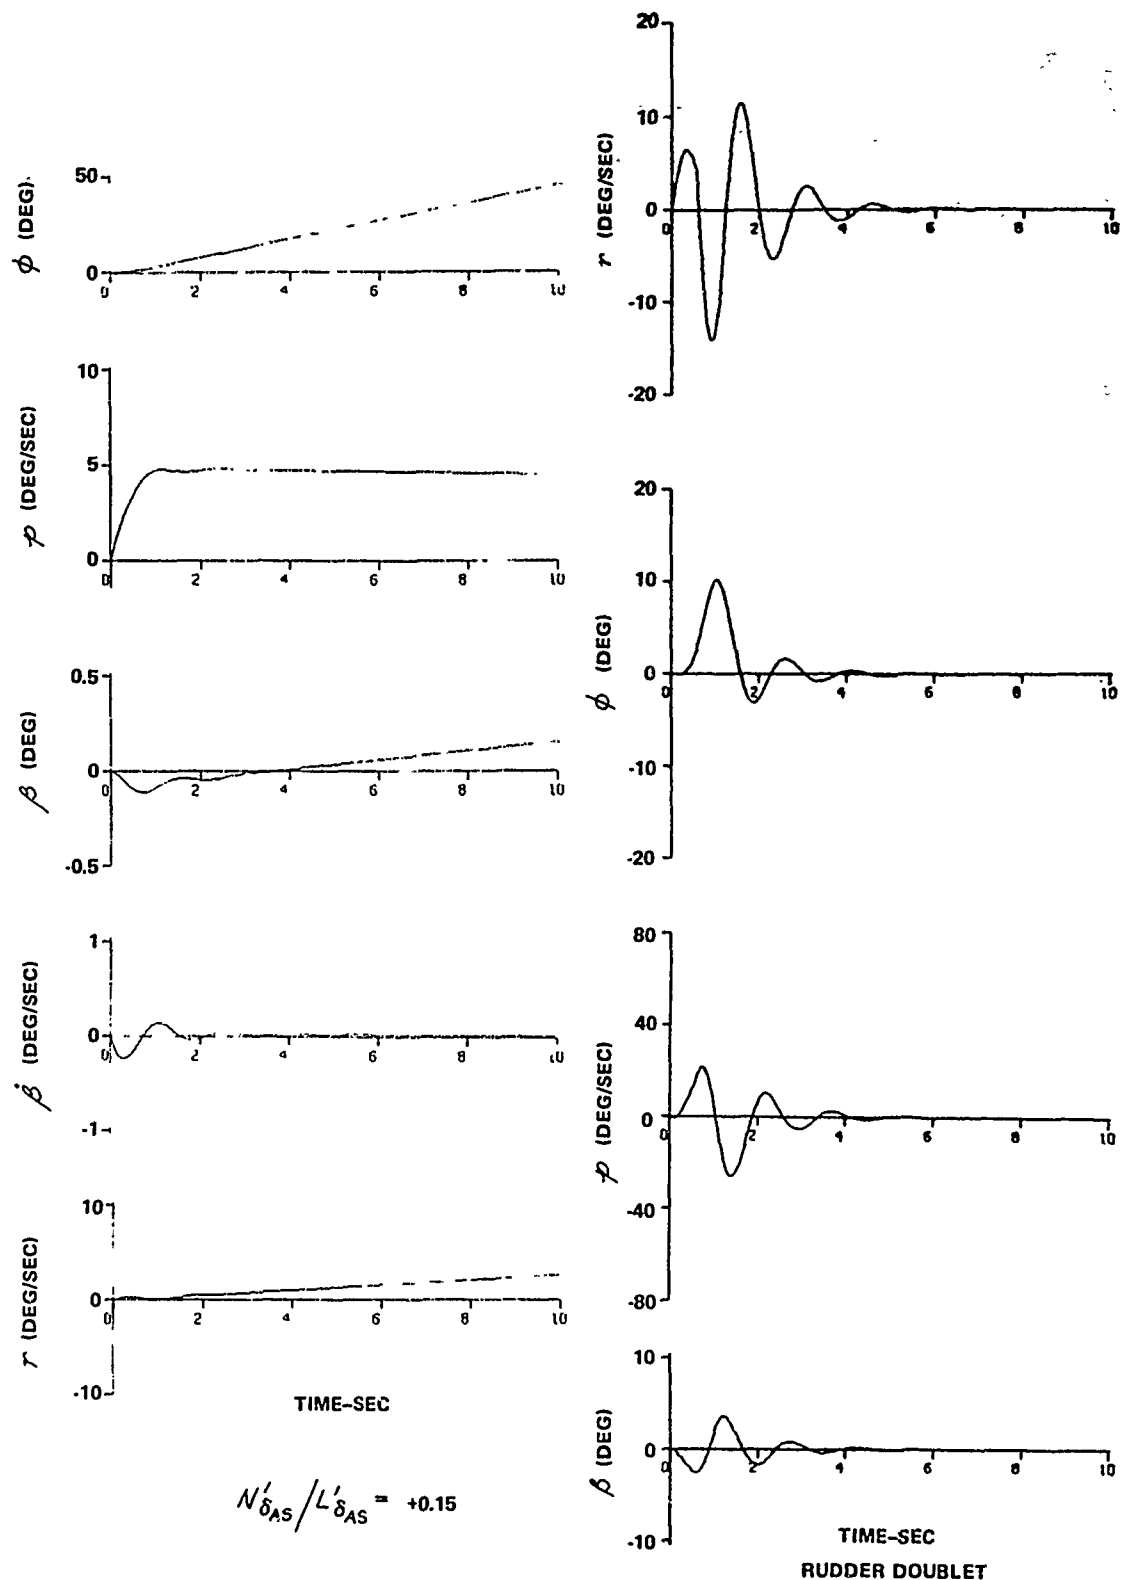 50
φ (DEG)
0
0 2 4 6 8 10
10
p (DEG/SEC)
5
0
0 2 4 6 8 10
0.5
β (DEG)
0
0 2 4 6 8 10
-0.5
1
β̇ (DEG/SEC)
0
0 2 4 6 8 10
-1
10
r (DEG/SEC)
0
0 2 4 6 8 10
-10
TIME-SEC
N′δAS/L′δAS = +0.15
20
10
r (DEG/SEC)
0
0 2 4 6 8 10
-10
-20
20
10
φ (DEG)
0
0 2 4 6 8 10
-10
-20
80
40
p (DEG/SEC)
0
0 2 4 6 8 10
-40
-80
10
β (DEG)
0
0 2 4 6 8 10
-10
TIME-SEC
RUDDER DOUBLET